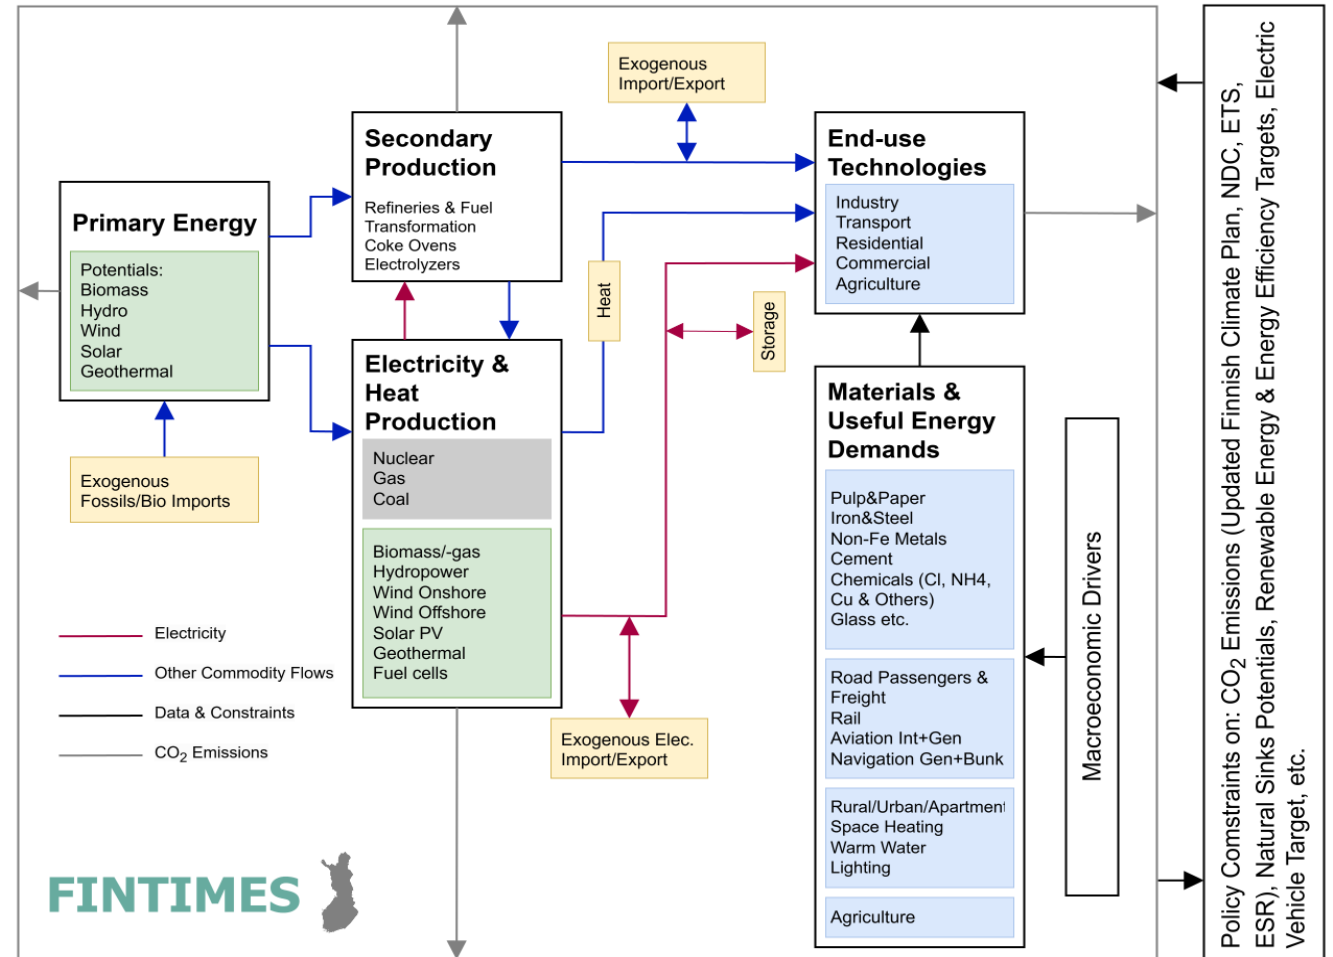 Exogenous
Import/Export
Secondary
Production
Refineries & Fuel
Transformation
Coke Ovens
Electrolyzers
End-use
Technologies
Industry
Transport
Residential
Commercial
Agriculture
Primary Energy
Potentials:
Biomass
Hydro
Wind
Solar
Geothermal
Exogenous
Fossils/Bio Imports
Heat
Storage
Electricity &
Heat
Production
Nuclear
Gas
Coal
Biomass/-gas
Hydropower
Wind Onshore
Wind Offshore
Solar PV
Geothermal
Fuel cells
Exogenous Elec.
Import/Export
Materials &
Useful Energy
Demands
Pulp&Paper
Iron&Steel
Non-Fe Metals
Cement
Chemicals (Cl, NH4,
Cu & Others)
Glass etc.
Road Passengers &
Freight
Rail
Aviation Int+Gen
Navigation Gen+Bunk
Rural/Urban/Apartment
Space Heating
Warm Water
Lighting
Agriculture
Macroeconomic Drivers
Policy Comstraints on: CO2 Emissions (Updated Finnish Climate Plan, NDC, ETS,
ESR), Natural Sinks Potentials, Renewable Energy & Energy Efficiency Targets, Electric
Vehicle Target, etc.
Electricity
Other Commodity Flows
Data & Constraints
CO2 Emissions
FINTIMES